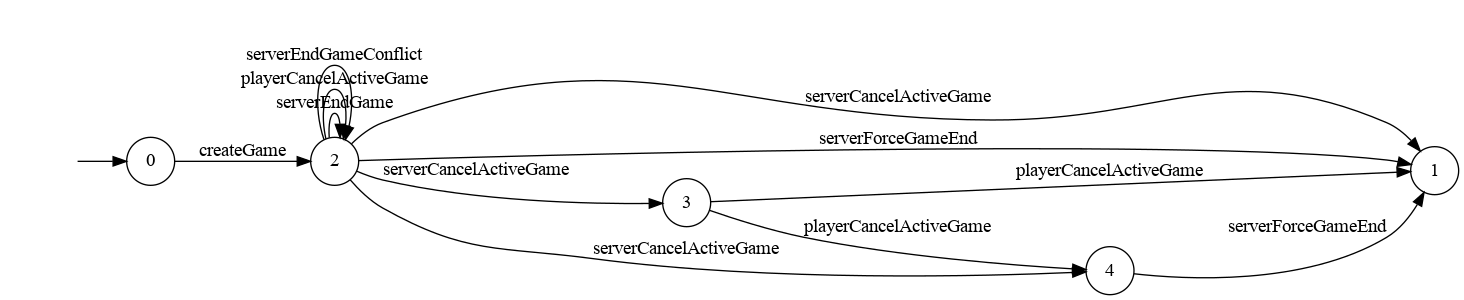 serverEndGameConflict
playerCancelActiveGame
serverEndGame
serverCancelActiveGame
serverForceGameEnd
createGame
0
2
serverCancelActiveGame
playerCancelActiveGame
1
3
playerCancelActiveGame
serverForceGameEnd
serverCancelActiveGame
4